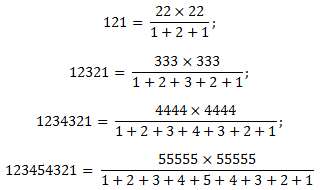 121 = 22 × 22 / 1 + 2 + 1 ;
12321 = 333 × 333 / 1 + 2 + 3 + 2 + 1 ;
1234321 = 4444 × 4444 / 1 + 2 + 3 + 4 + 3 + 2 + 1 ;
123454321 = 55555 × 55555 / 1 + 2 + 3 + 4 + 5 + 4 + 3 + 2 + 1